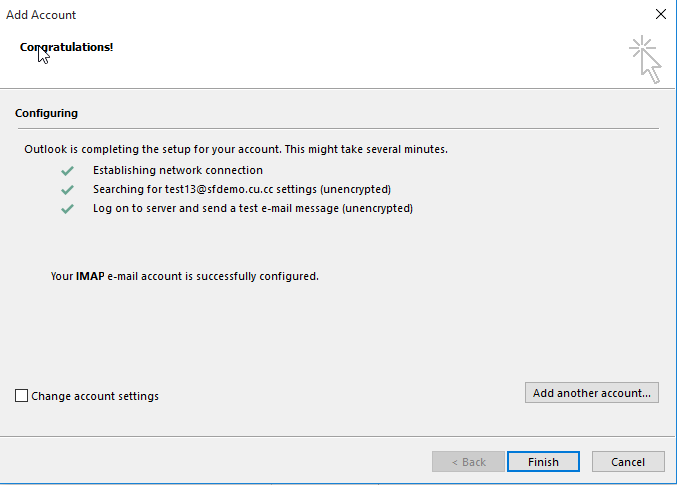 Add Account
Congratulations!
Configuring
Outlook is completing the setup for your account. This might take several minutes.
Establishing network connection
Searching for test13@sfdemo.cu.cc settings (unencrypted)
Log on to server and send a test e-mail message (unencrypted)
Your IMAP e-mail account is successfully configured.
Change account settings
Add another account...
< Back
Finish
Cancel